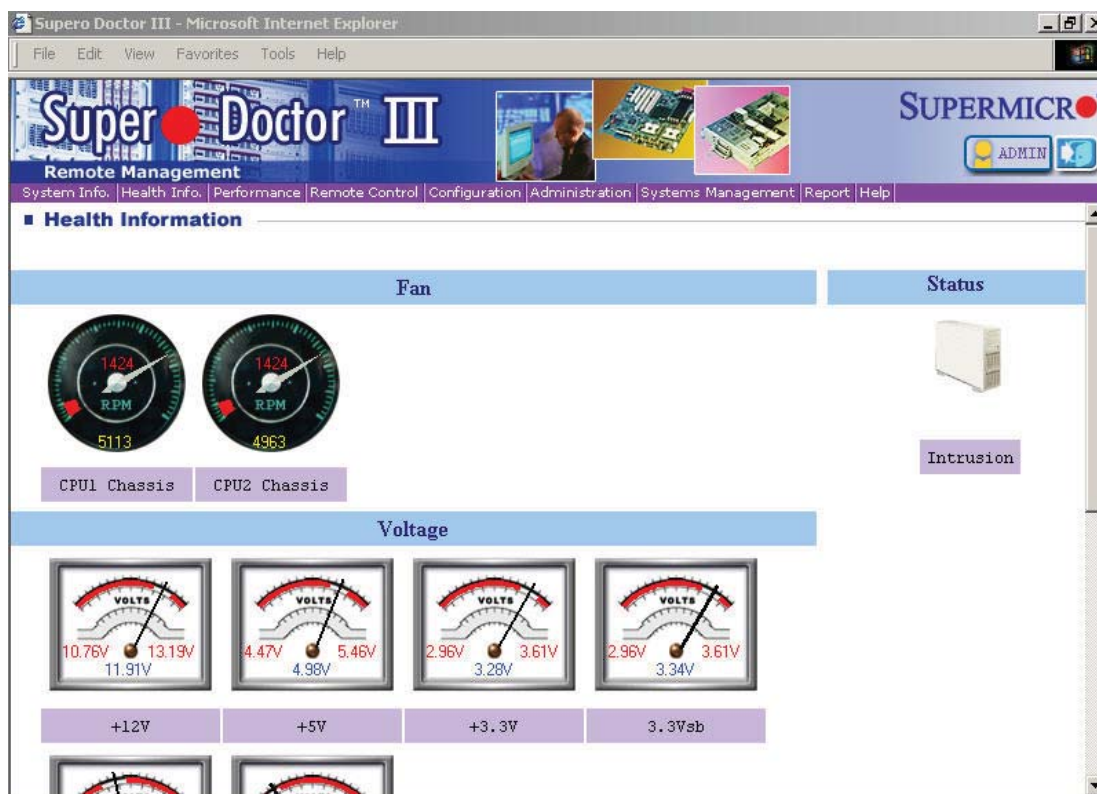 Supero Doctor III - Microsoft Internet Explorer
File Edit View Favorites Tools Help
Super Doctor ™ III
SUPERMICR
ADMIN
Remote Management
System Info. Health Info. Performance Remote Control Configuration Administration Systems Management Report Help
Health Information
Fan
Status
1424
RPM
5113
1424
RPM
4963
CPU1 Chassis
CPU2 Chassis
Intrusion
Voltage
VOLTS
10.76V 13.19V
11.91V
VOLTS
4.47V 5.46V
4.98V
VOLTS
2.96V 3.61V
3.28V
VOLTS
2.96V 3.61V
3.34V
+12V
+5V
+3.3V
3.3Vsb